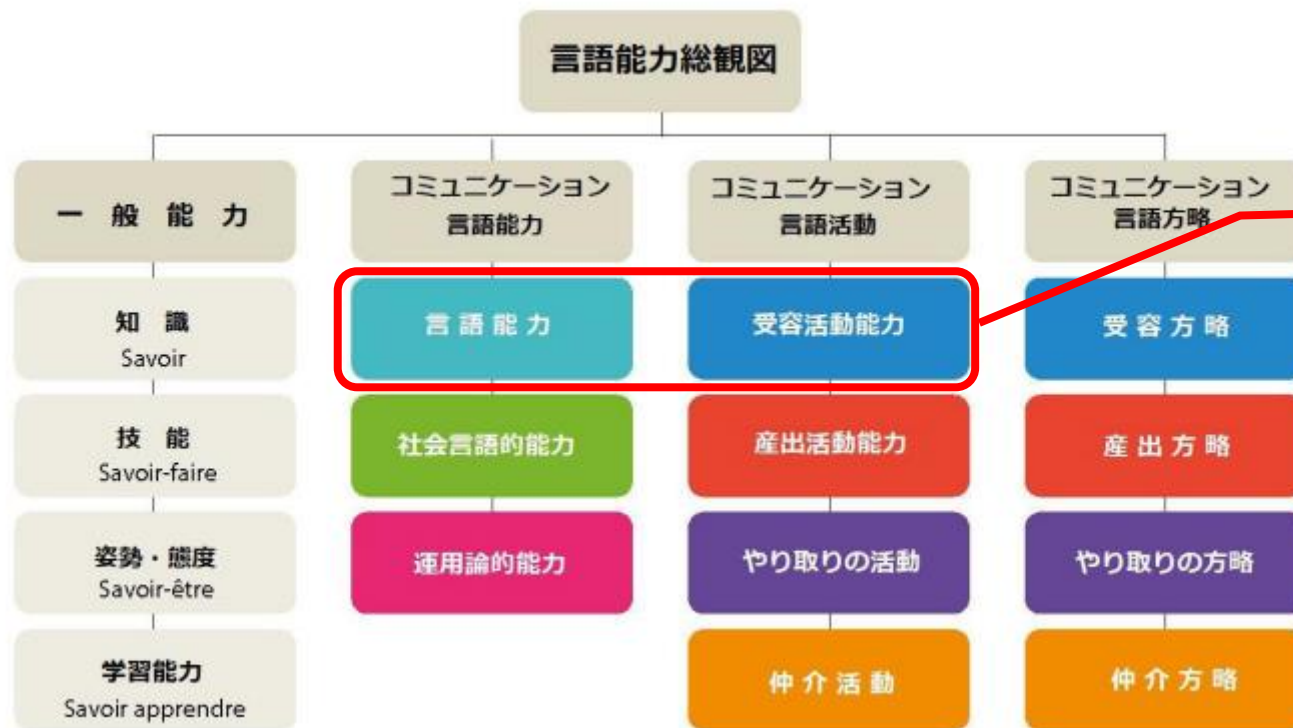 言語能力総観図
一般能力
コミュニケーション
言語能力
コミュニケーション
言語活動
コミュニケーション
言語方略
知識
Savoir
言語能力
受容活動能力
受容方略
技能
Savoir-faire
社会言語的能力
産出活動能力
産出方略
姿勢・態度
Savoir-être
運用論的能力
やり取りの活動
やり取りの方略
学習能力
Savoir apprendre
仲介活動
仲介方略